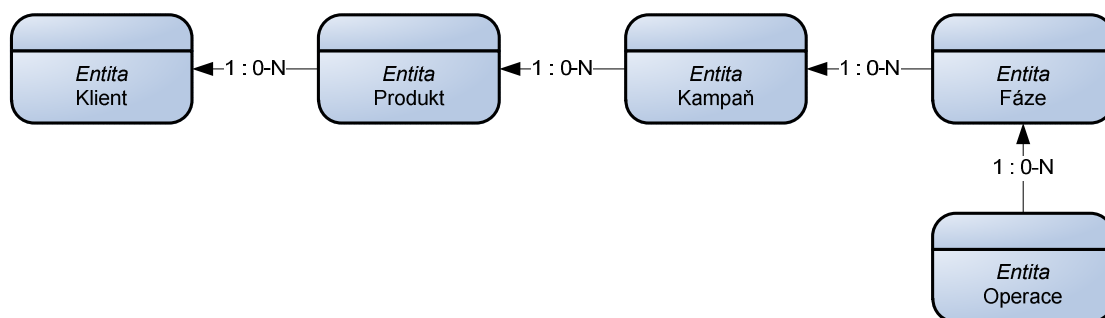 Entita
Klient
1 : 0-N
Entita
Produkt
1 : 0-N
Entita
Kampaň
1 : 0-N
Entita
Fáze
1 : 0-N
Entita
Operace